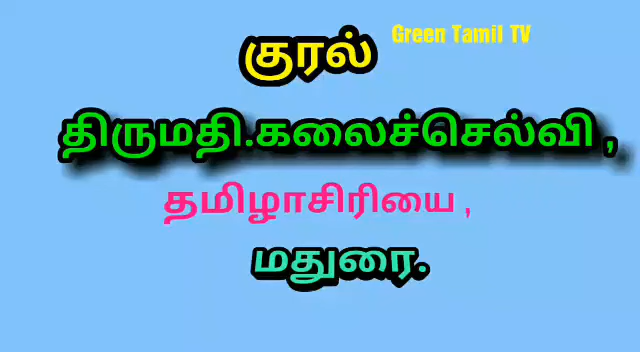 Green Tamil TV
குரல்
திருமதி.கலைச்செல்வி ,
தமிழாசிரியை ,
மதுரை.